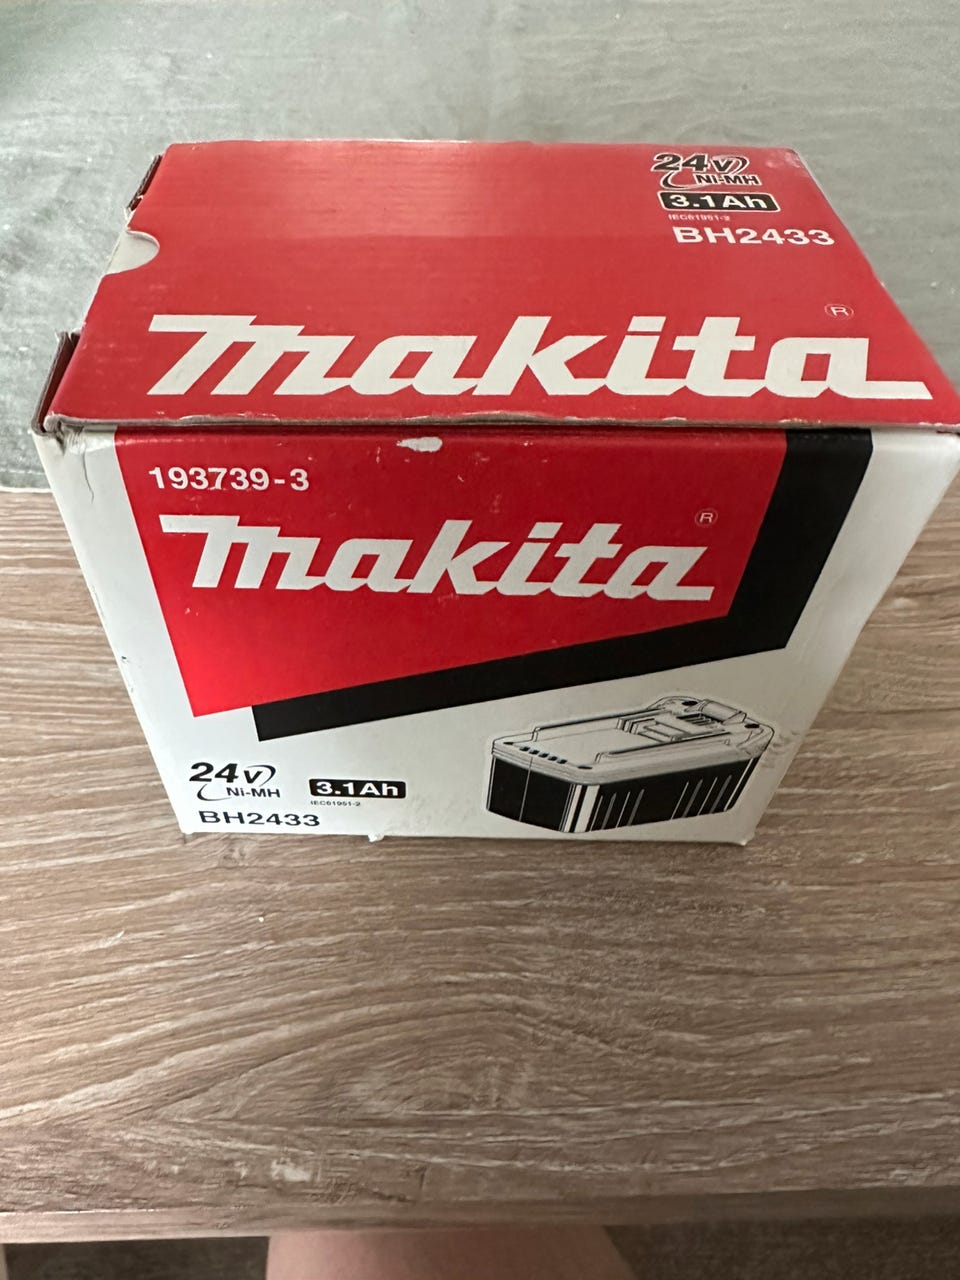 24V
Ni-MH
3.1Ah
IEC61951-2
BH2433
makita®
193739-3
makita®
24V
Ni-MH
3.1Ah
IEC61951-2
BH2433